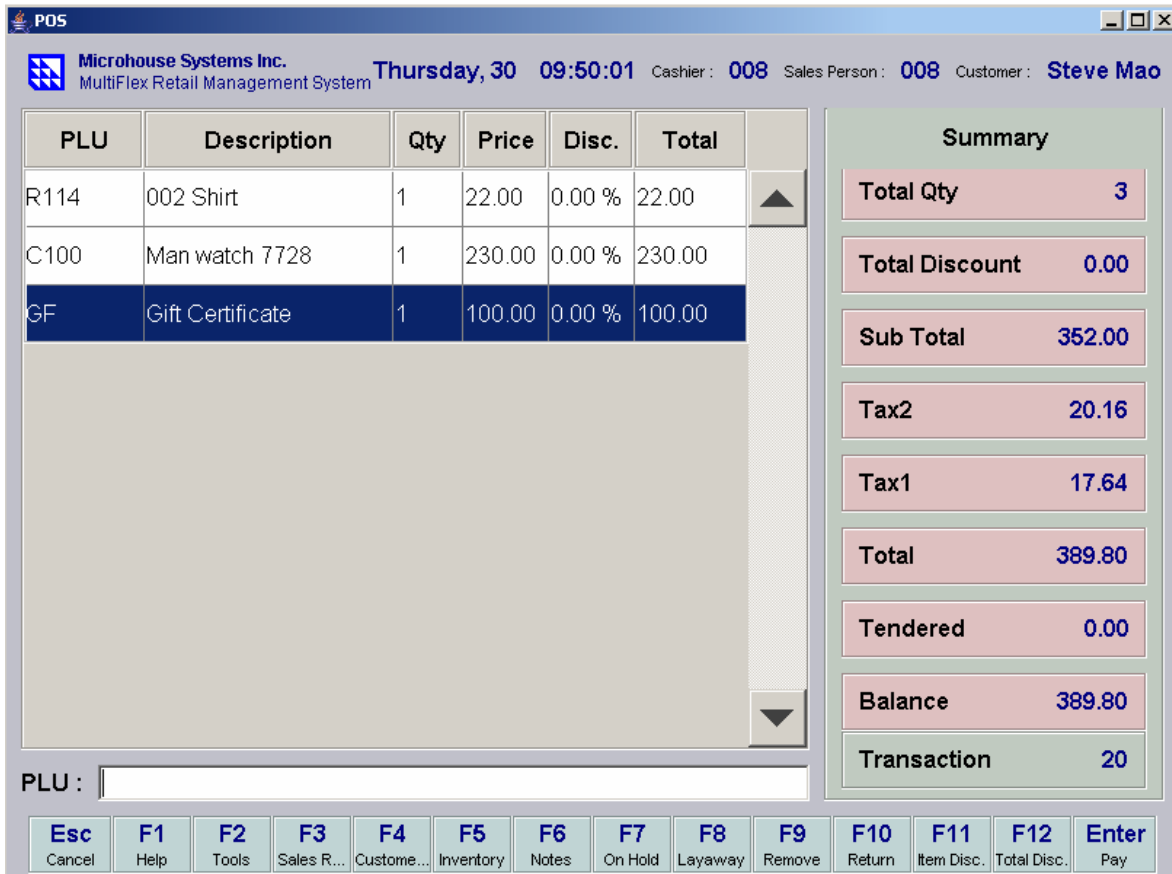 POS
Microhouse Systems Inc.
MultiFlex Retail Management System
Thursday, 30 09:50:01 Cashier : 008 Sales Person : 008 Customer : Steve Mao
PLU Description Qty Price Disc. Total
R114 002 Shirt 1 22.00 0.00 % 22.00
C100 Man watch 7728 1 230.00 0.00 % 230.00
GF Gift Certificate 1 100.00 0.00 % 100.00
Summary
Total Qty 3
Total Discount 0.00
Sub Total 352.00
Tax2 20.16
Tax1 17.64
Total 389.80
Tendered 0.00
Balance 389.80
Transaction 20
PLU :
Esc F1 F2 F3 F4 F5 F6 F7 F8 F9 F10 F11 F12 Enter
Cancel Help Tools Sales R... Custome... Inventory Notes On Hold Layaway Remove Return Item Disc. Total Disc. Pay